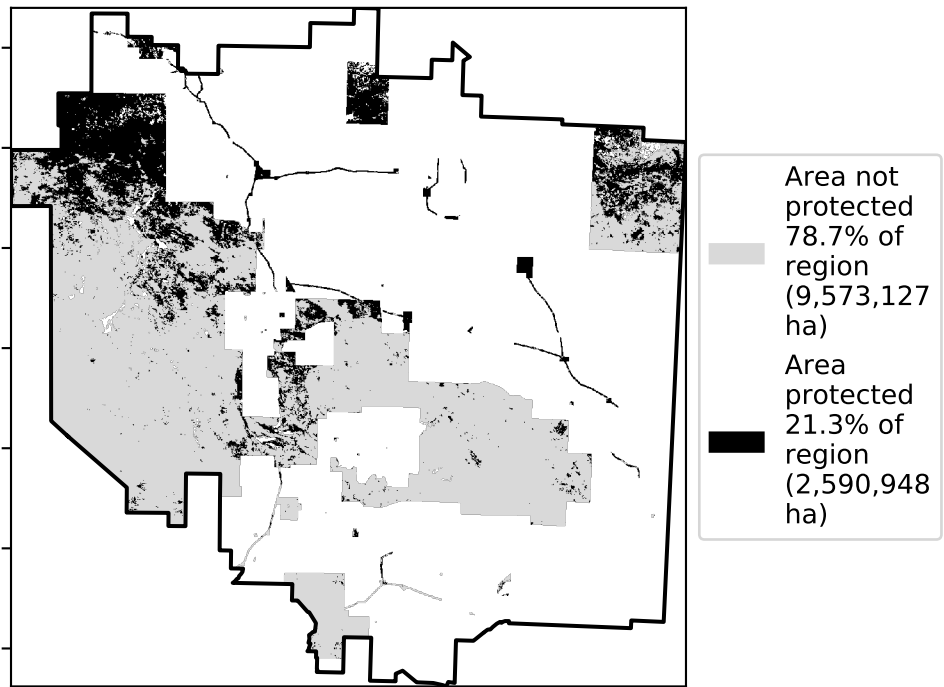 Area not
protected
78.7% of
region
(9,573,127
ha)
Area
protected
21.3% of
region
(2,590,948
ha)